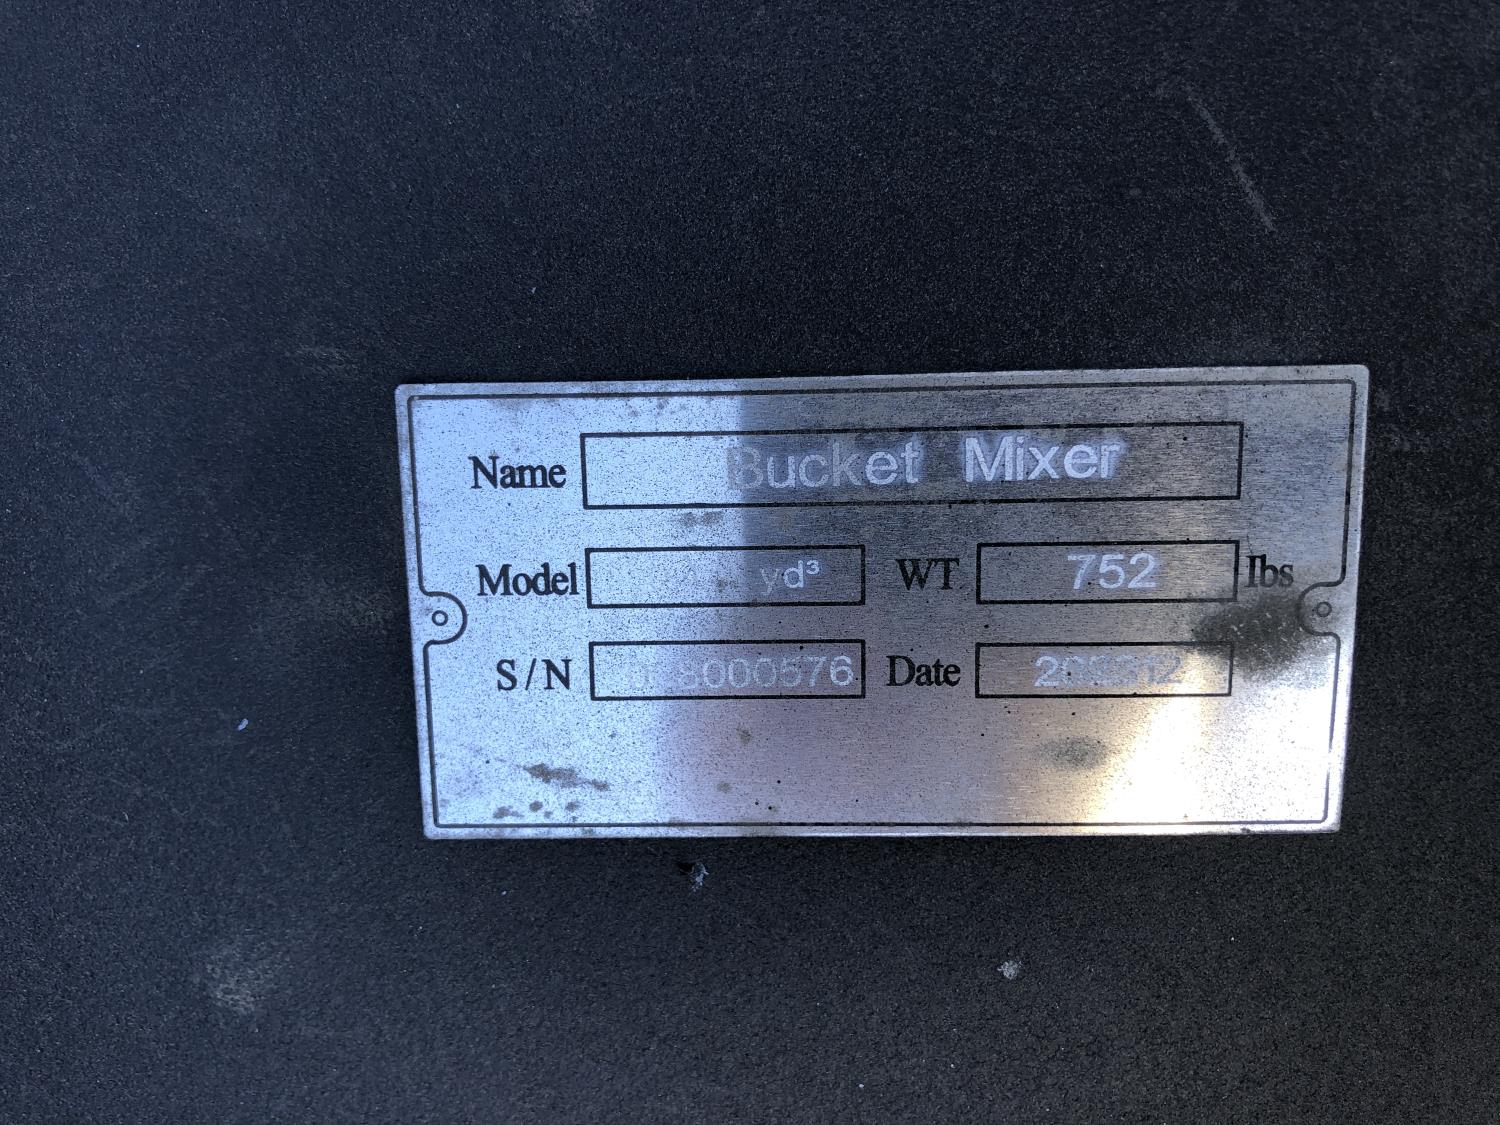 Name Bucket Mixer
Model yd³ WT 752 lbs
S/N Date